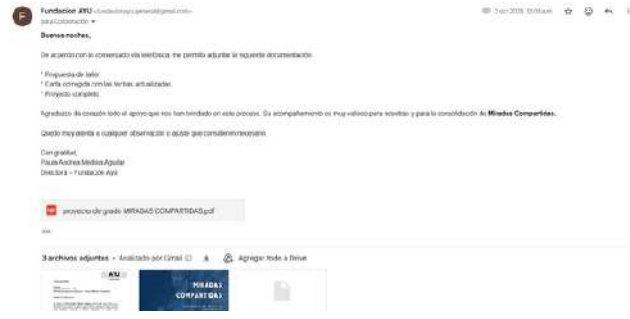 Fundacion AYU
Buenas noches,
De acuerdo con lo conversado vía telefónica, me permito adjuntar la siguiente documentación:
* Propuesta de taller
* Carta corregida con las fechas actualizadas
* Proyecto completo
Agradezco de corazón todo el apoyo que nos han brindado en este proceso. Su acompañamiento es muy valioso para nosotras y para la consolidación de Miradas Compartidas.
Quedo muy atenta a cualquier observación o ajuste que consideren necesario.
Con gratitud,
Paula Andrea Medina Aguilar
Directora – Fundación Ayú
proyecto de grado MIRADAS COMPARTIDAS.pdf
3 archivos adjuntos • Analizado por Gmail
Agregar todo a Drive
AYU
MIRADAS
COMPARTIDAS